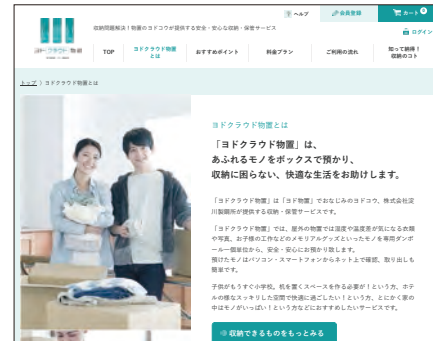 ヘルプ
会員登録
カート 0
収納問題解決！物置のヨドコウが提供する安全・安心な収納・保管サービス
ログイン
ヨドクラウド物置
TOP
ヨドクラウド物置
とは
おすすめポイント
料金プラン
ご利用の流れ
知って納得！
収納のコト
トップ 〉 ヨドクラウド物置とは
ヨドクラウド物置とは
「ヨドクラウド物置」は、
あふれるモノをボックスで預かり、
収納に困らない、快適な生活をお助けします。
「ヨドクラウド物置」は「ヨド物置」でおなじみのヨドコウ、株式会社淀
川製鋼所が提供する収納・保管サービスです。
「ヨドクラウド物置」では、屋外の物置では湿度や温度差が気になる衣類
や写真、お子様の工作などのメモリアルグッズといったモノを専用ダンボ
ール一個単位から、安全・安心にお預かり致します。
預けたモノはパソコン・スマートフォンからネット上で確認、取り出しも
簡単です。
子供がもうすぐ小学校。机を置くスペースを作る必要が！という方、ホテ
ルの様なスッキリした空間で快適に過ごしたい！という方、とにかく家の
中はモノがいっぱい！という方などにおすすめしたいサービスです。
収納できるものをもっとみる